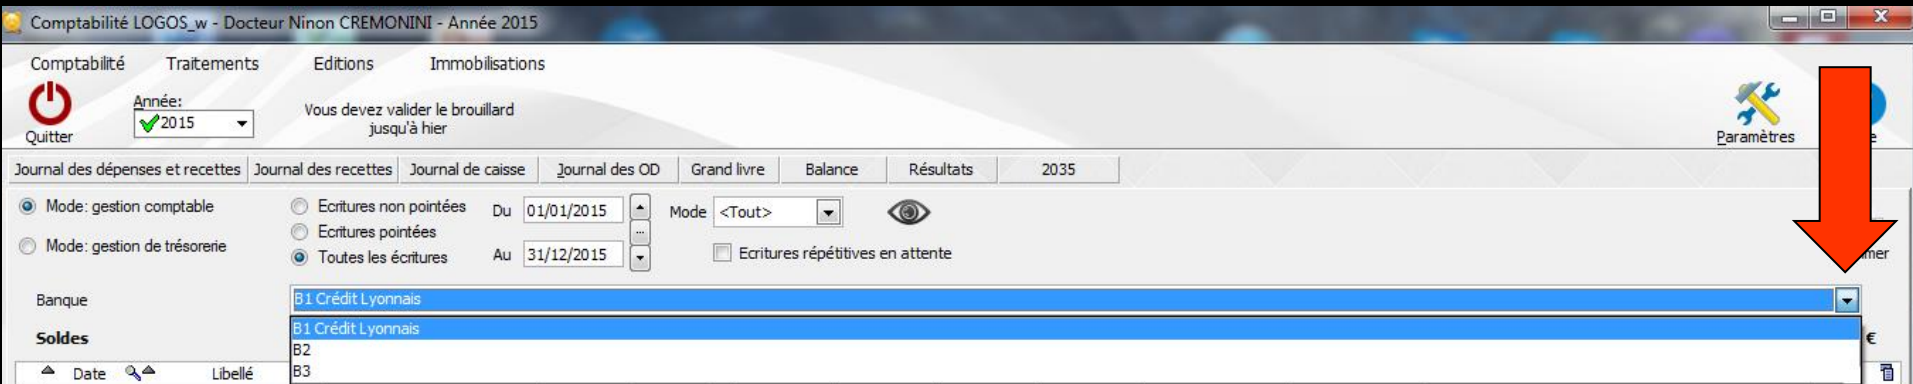 Comptabilité LOGOS_w - Docteur Ninon CREMONINI - Année 2015
Comptabilité Traitements Editions Immobilisations
Quitter
Année:
2015
Vous devez valider le brouillard
jusqu'à hier
Paramètres
Journal des dépenses et recettes Journal des recettes Journal de caisse Journal des OD Grand livre Balance Résultats 2035
Mode: gestion comptable
Mode: gestion de trésorerie
Ecritures non pointées
Ecritures pointées
Toutes les écritures
Du 01/01/2015
Au 31/12/2015
...
Mode <Tout>
Ecritures répétitives en attente
Banque B1 Crédit Lyonnais
B1 Crédit Lyonnais
B2
B3
Soldes €
Date Libellé